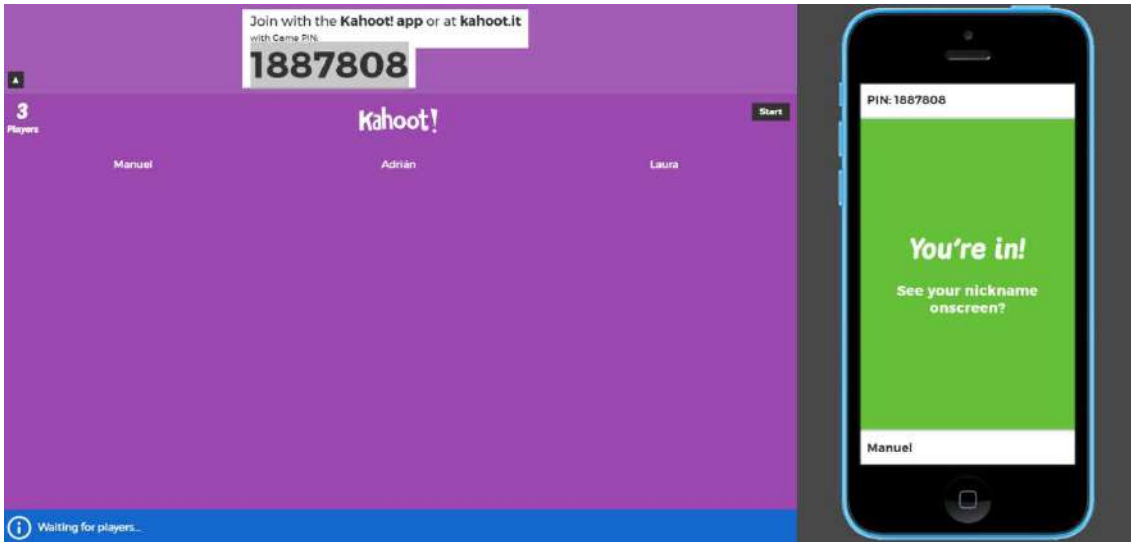 Join with the Kahoot! app or at kahoot.it
with Game PIN:
1887808
3
Players
Kahoot!
Start
Manuel
Adrián
Laura
Waiting for players...
PIN: 1887808
You're in!
See your nickname
onscreen?
Manuel